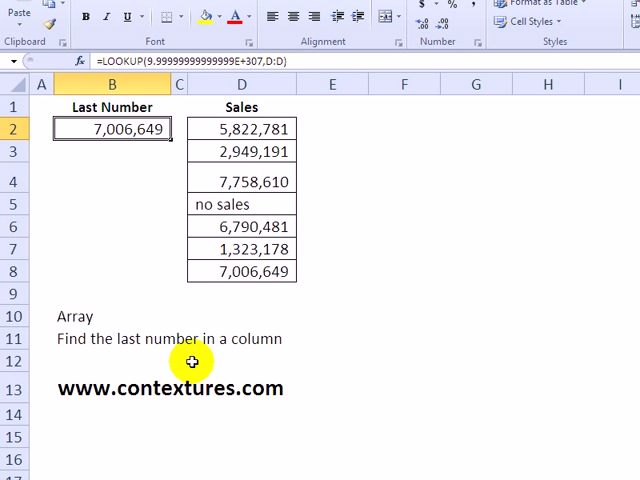 Format as Table
Paste
$ % ,
B I U
Cell Styles
Clipboard
Font
Alignment
Number
Styles
fx =LOOKUP(9.99999999999999E+307,D:D)
A B C D E F G H I
1 Last Number Sales
2 7,006,649 5,822,781
3 2,949,191
4 7,758,610
5 no sales
6 6,790,481
7 1,323,178
8 7,006,649
9
10 Array
11 Find the last number in a column
12
13 www.contextures.com
14
15
16